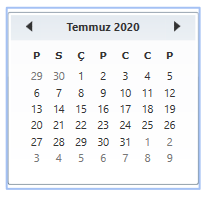 Temmuz 2020
P S Ç P C C P
29 30 1 2 3 4 5
6 7 8 9 10 11 12
13 14 15 16 17 18 19
20 21 22 23 24 25 26
27 28 29 30 31 1 2
3 4 5 6 7 8 9